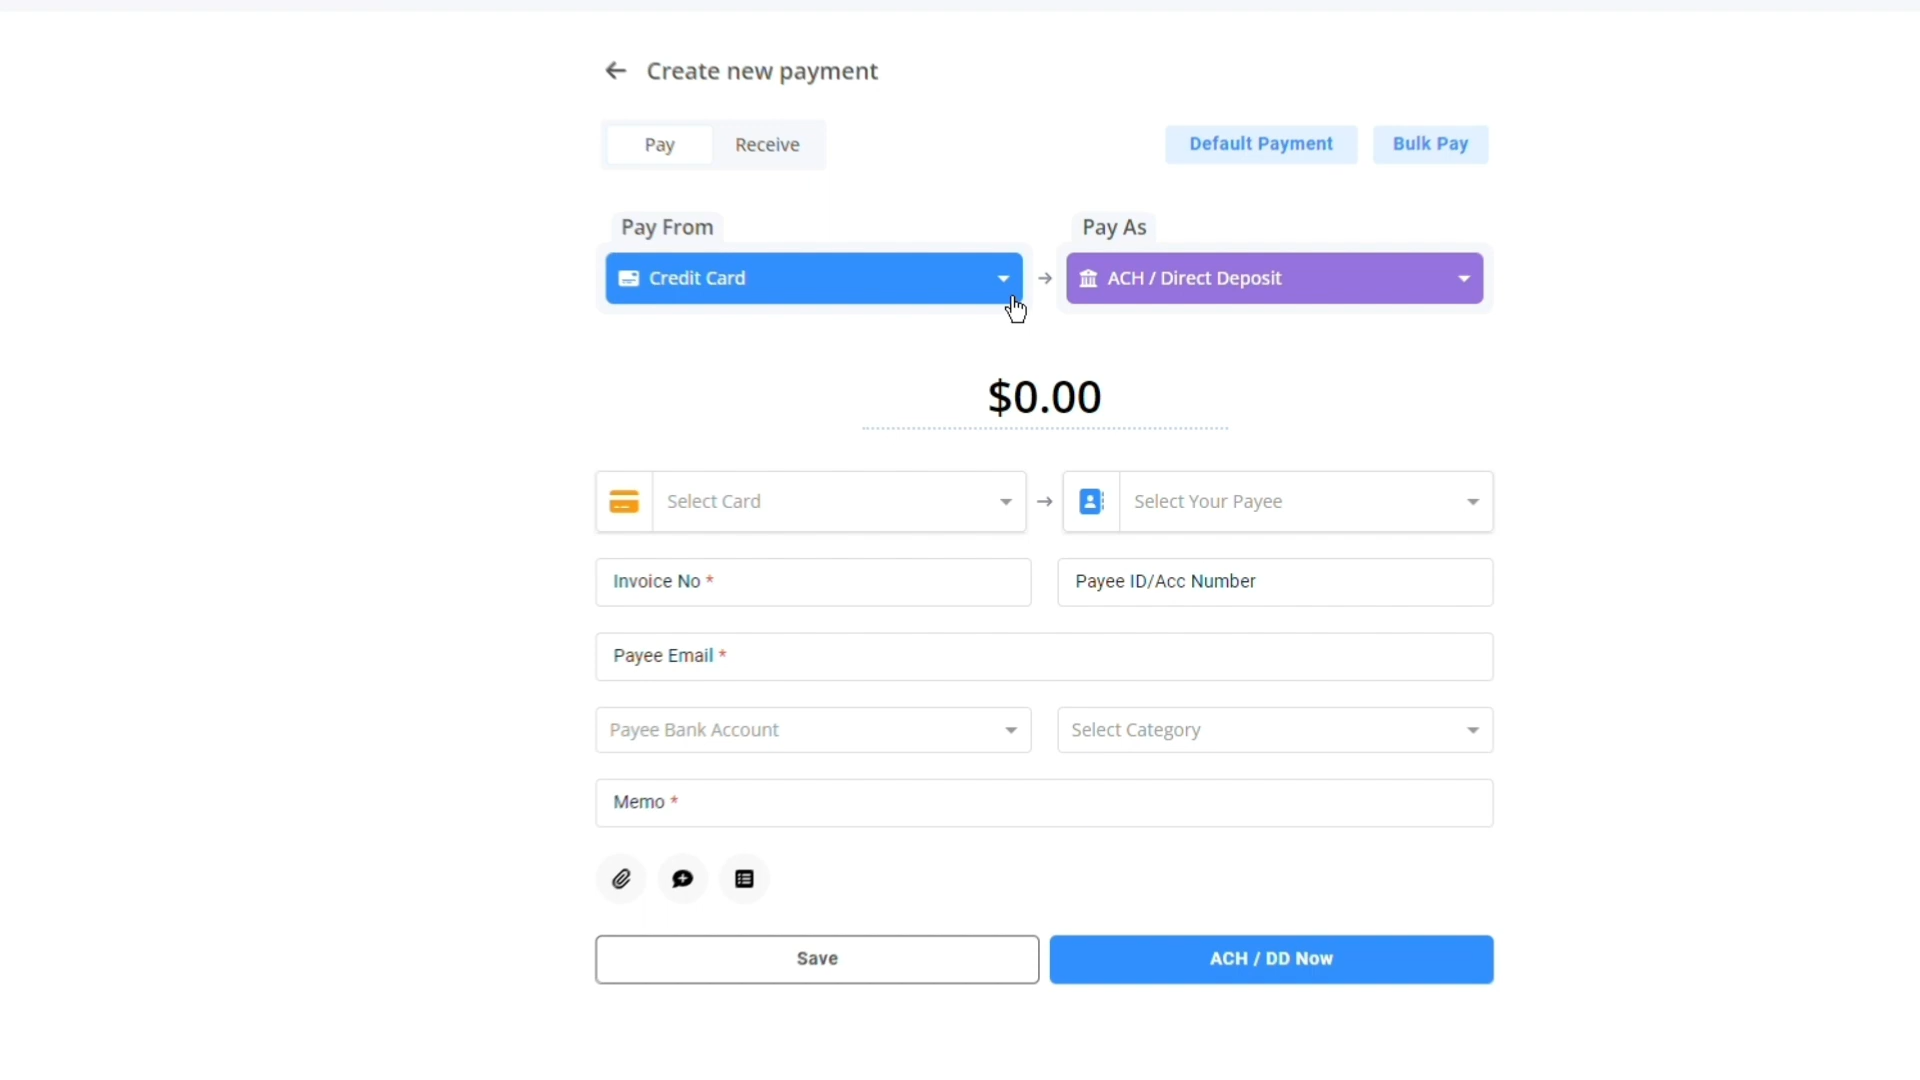 Create new payment
Pay
Receive
Default Payment
Bulk Pay
Pay From
Pay As
Credit Card
ACH / Direct Deposit
$0.00
Select Card
Select Your Payee
Invoice No *
Payee ID/Acc Number
Payee Email *
Payee Bank Account
Select Category
Memo *
Save
ACH / DD Now